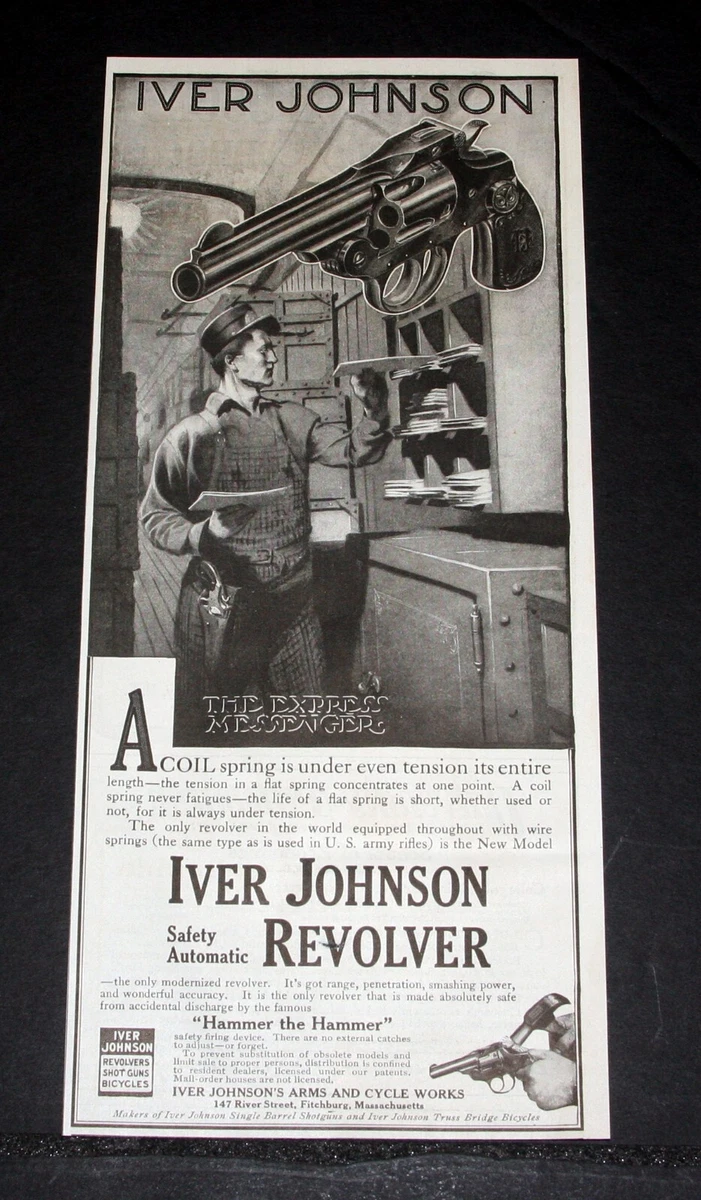 IVER JOHNSON
THE EXPRESS
MESSENGER
A COIL spring is under even tension its entire
length—the tension in a flat spring concentrates at one point. A coil
spring never fatigues—the life of a flat spring is short, whether used or
not, for it is always under tension.
The only revolver in the world equipped throughout with wire
springs (the same type as is used in U. S. army rifles) is the New Model
IVER JOHNSON
Safety
Automatic REVOLVER
—the only modernized revolver. It's got range, penetration, smashing power,
and wonderful accuracy. It is the only revolver that is made absolutely safe
from accidental discharge by the famous
"Hammer the Hammer"
safety firing device. There are no external catches
to adjust—or forget.
To prevent substitution of obsolete models and
limit sale to proper persons, distribution is confined
to resident dealers, licensed under our patents.
Mail-order houses are not licensed.
IVER
JOHNSON
REVOLVERS
SHOT GUNS
BICYCLES
IVER JOHNSON'S ARMS AND CYCLE WORKS
147 River Street, Fitchburg, Massachusetts
Makers of Iver Johnson Single Barrel Shotguns and Iver Johnson Truss Bridge Bicycles